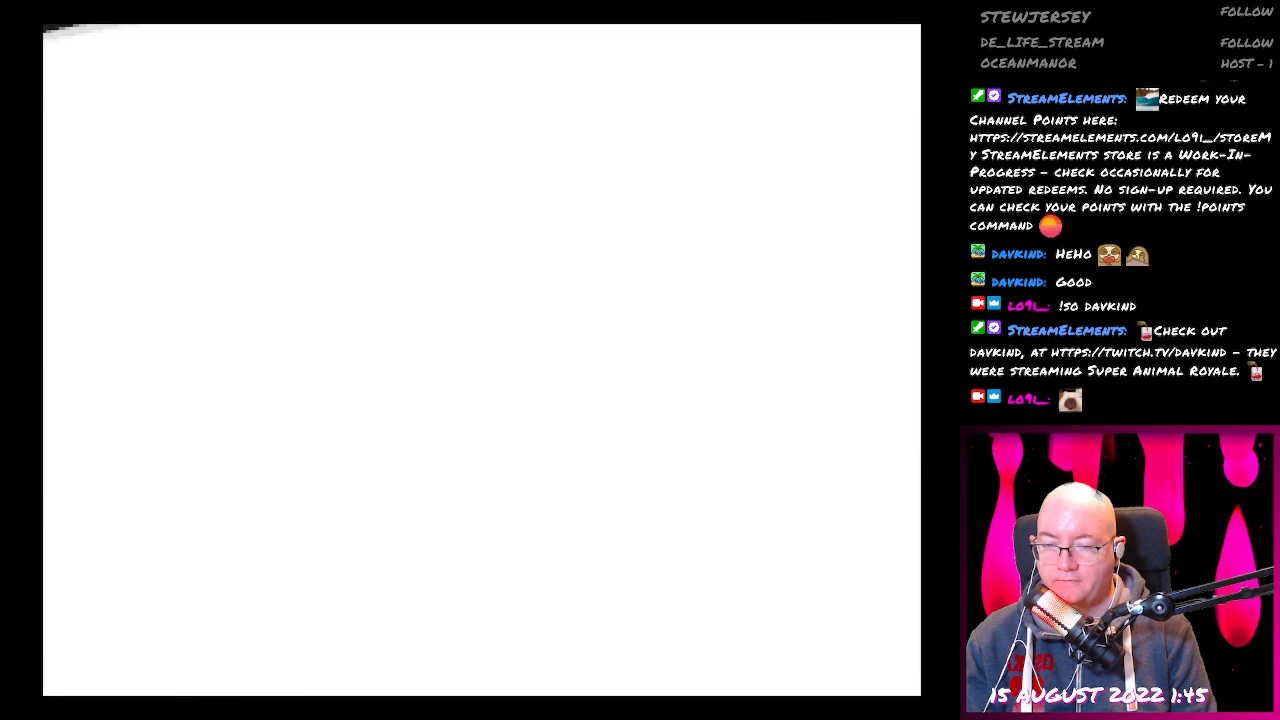 STEWJERSEY FOLLOW
DE_LIFE_STREAM FOLLOW
OCEANMANOR HOST - 1
StreamElements: Redeem your
Channel Points here:
https://streamelements.com/lo91_/storeM
y StreamElements store is a Work-In-
Progress - check occasionally for
updated redeems. No sign-up required. You
can check your points with the !points
command
davkind: HeHo
davkind: Good
lo91_: !so davkind
StreamElements: Check out
davkind, at https://twitch.tv/davkind - they
were streaming Super Animal Royale.
lo91_:
15 August 2022 1:45